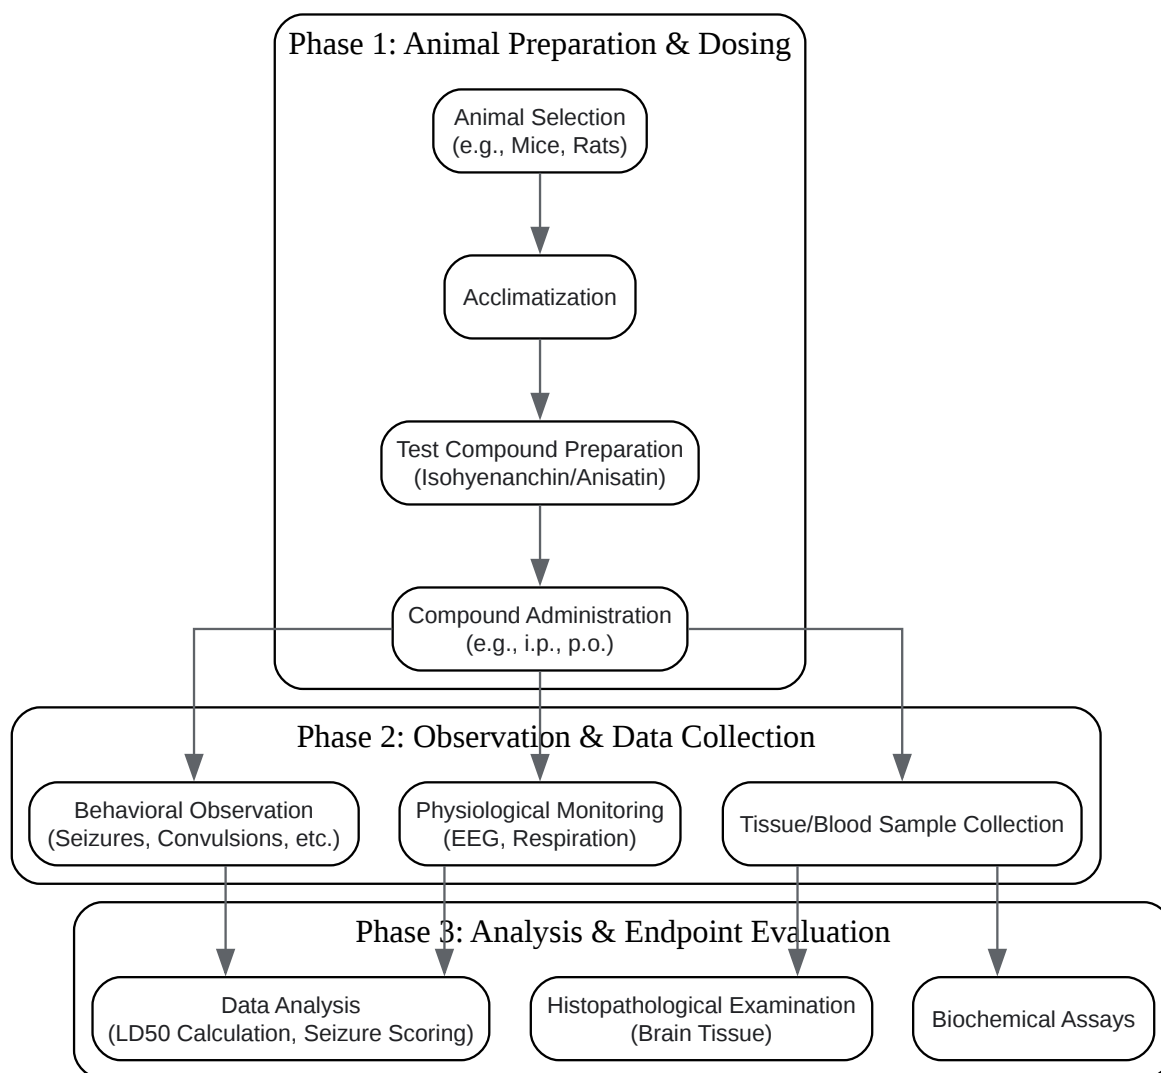 Phase 1: Animal Preparation & Dosing
Animal Selection
(e.g., Mice, Rats)
Acclimatization
Test Compound Preparation
(Isohyenanchin/Anisatin)
Compound Administration
(e.g., i.p., p.o.)
Phase 2: Observation & Data Collection
Behavioral Observation
(Seizures, Convulsions, etc.)
Physiological Monitoring
(EEG, Respiration)
Tissue/Blood Sample Collection
Phase 3: Analysis & Endpoint Evaluation
Data Analysis
(LD50 Calculation, Seizure Scoring)
Histopathological Examination
(Brain Tissue)
Biochemical Assays